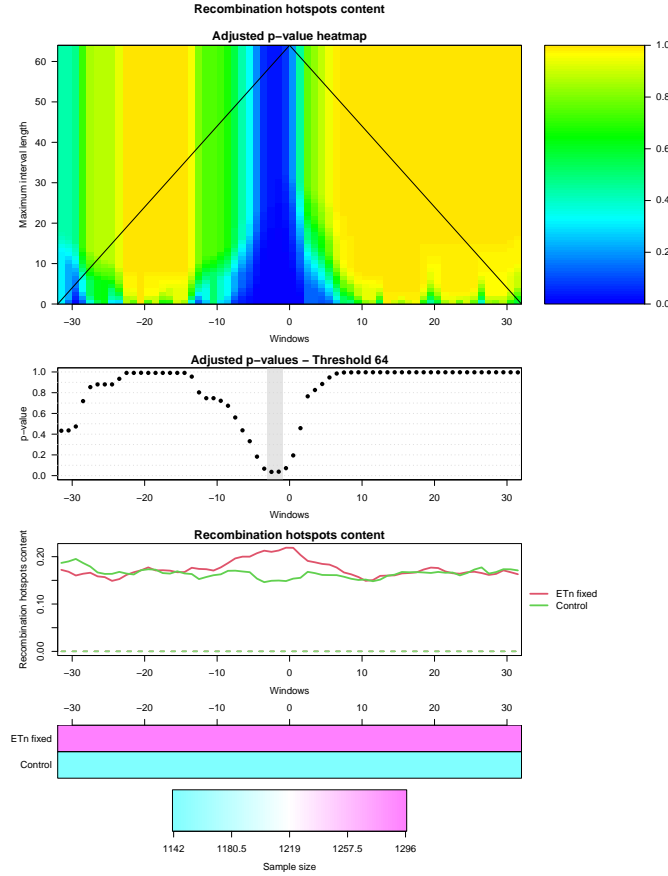 Recombination hotspots content
Adjusted p-value heatmap
Maximum interval length
0 10 20 30 40 50 60
−30 −20 −10 0 10 20 30
Windows
0.0 0.2 0.4 0.6 0.8 1.0
Adjusted p-values − Threshold 64
p-value
0.0 0.2 0.4 0.6 0.8 1.0
−30 −20 −10 0 10 20 30
Windows
Recombination hotspots content
Recombination hotspots content
0.00 0.10 0.20
−30 −20 −10 0 10 20 30
Windows
ETn fixed
Control
−30 −20 −10 0 10 20 30
ETn fixed
Control
1142 1180.5 1219 1257.5 1296
Sample size